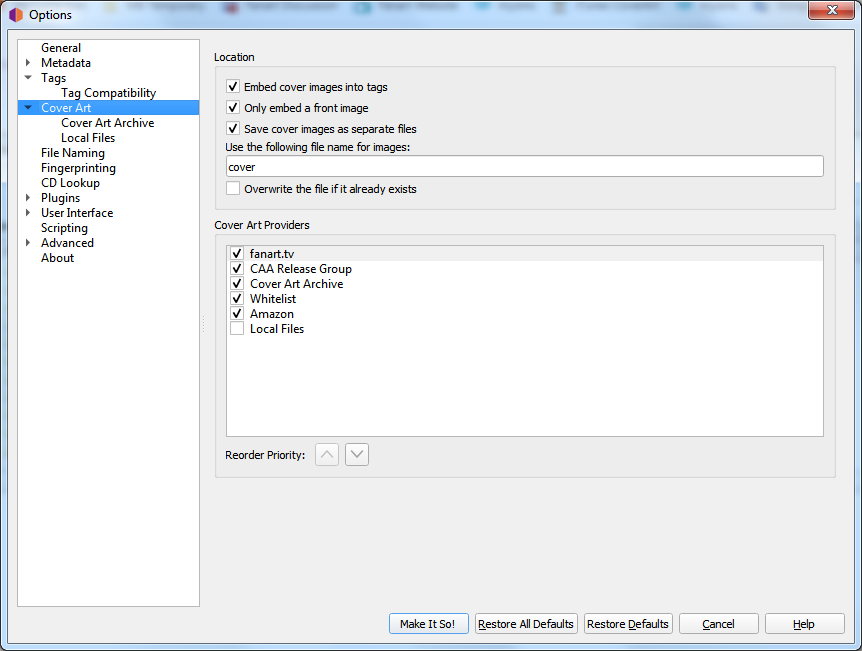 Options
General
Metadata
Tags
Tag Compatibility
Cover Art
Cover Art Archive
Local Files
File Naming
Fingerprinting
CD Lookup
Plugins
User Interface
Scripting
Advanced
About
Location
Embed cover images into tags
Only embed a front image
Save cover images as separate files
Use the following file name for images:
cover
Overwrite the file if it already exists
Cover Art Providers
fanart.tv
CAA Release Group
Cover Art Archive
Whitelist
Amazon
Local Files
Reorder Priority:
Make It So! Restore All Defaults Restore Defaults Cancel Help